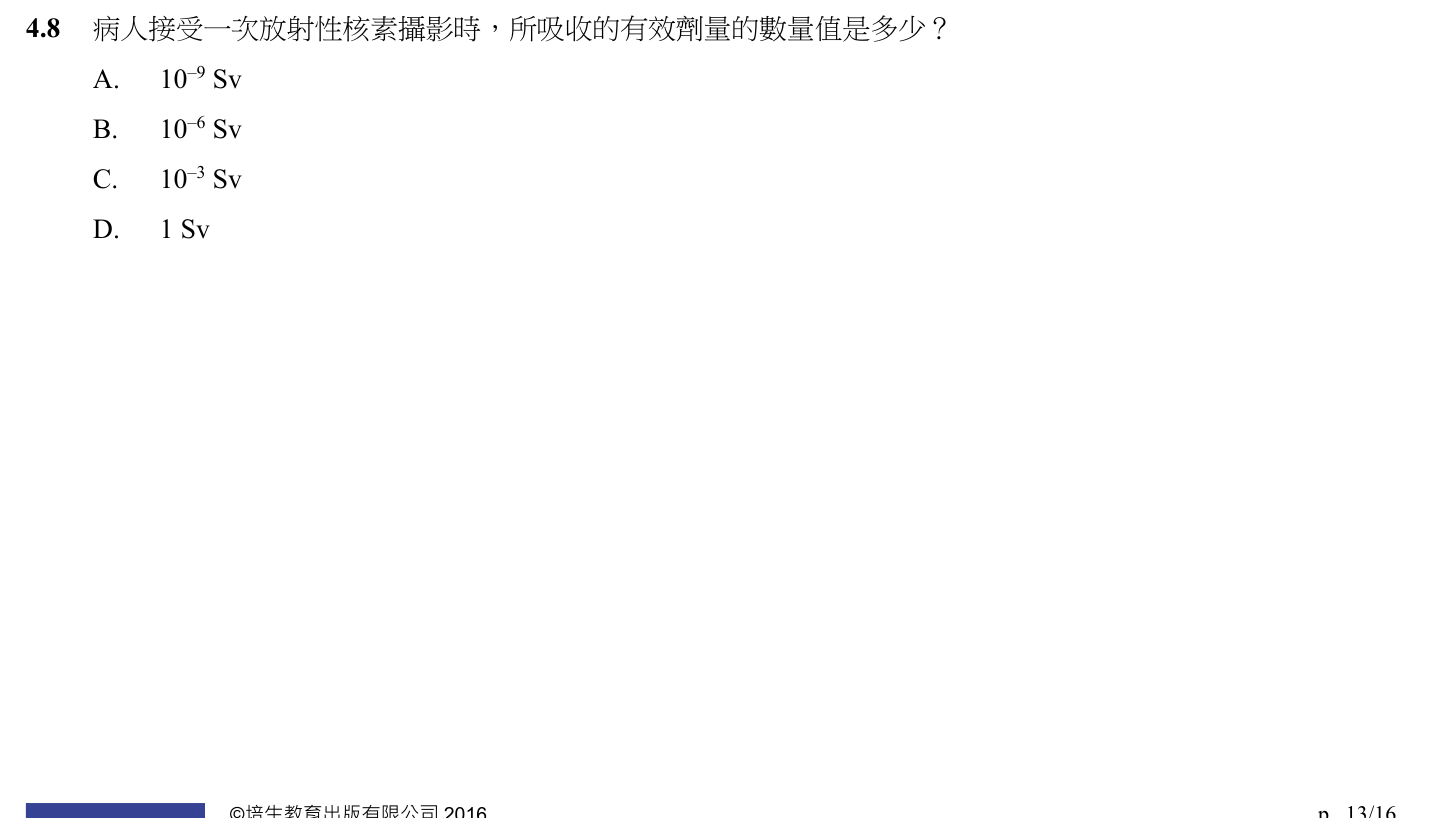 4.8 病人接受一次放射性核素攝影時，所吸收的有效劑量的數量值是多少？
A. 10⁻⁹ Sv
B. 10⁻⁶ Sv
C. 10⁻³ Sv
D. 1 Sv
©培生教育出版有限公司 2016 p. 13/16